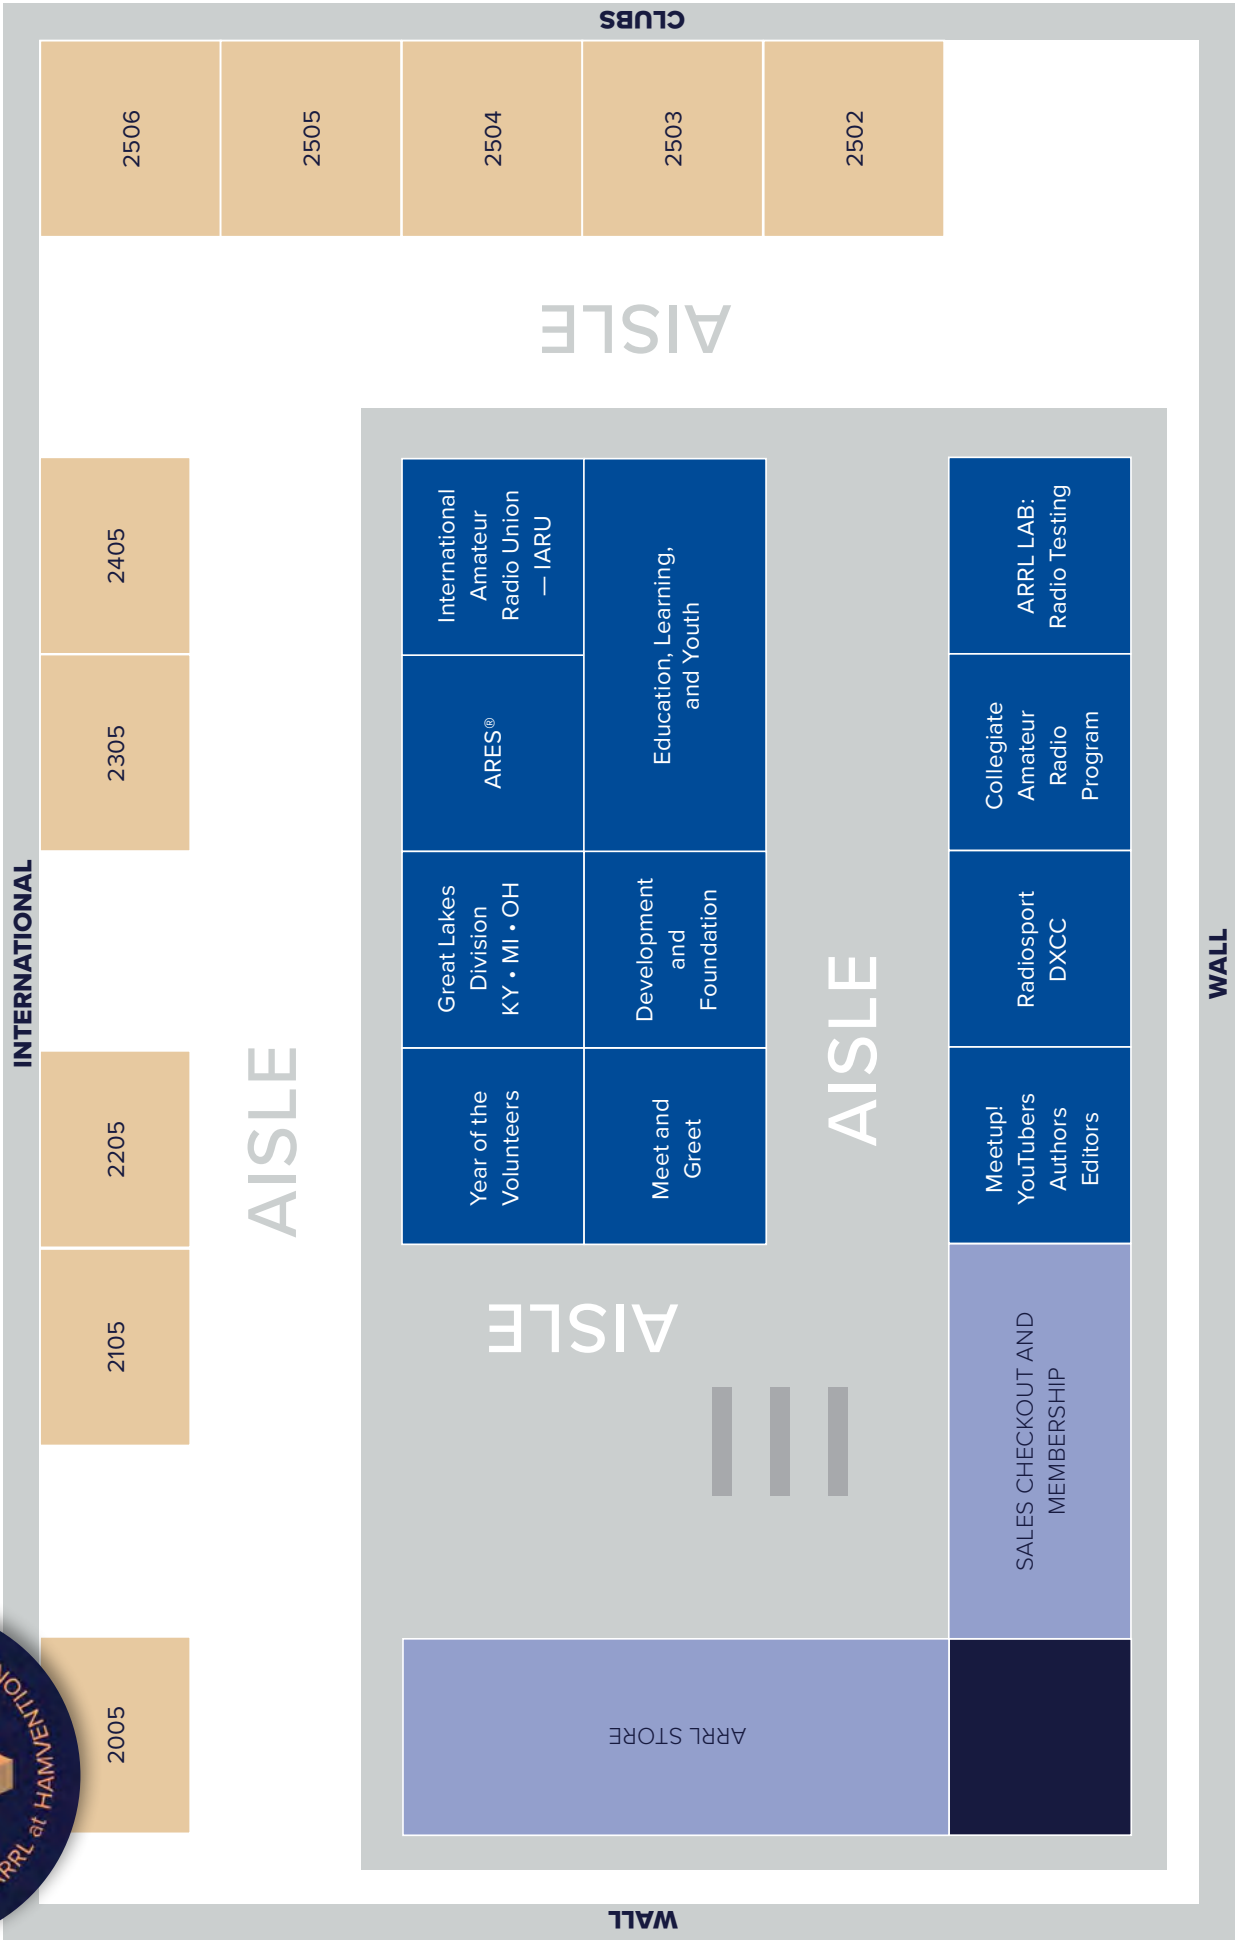 INTERNATIONAL
ARRL at HAMVENTION
2005
2105
2205
2305
2405
2506
2505
2504
2503
2502
CLUBS
AISLE
AISLE
Year of the
Volunteers
Great Lakes
Division
KY • MI • OH
ARES®
International
Amateur
Radio Union
— IARU
Meet and
Greet
Development
and
Foundation
Education, Learning,
and Youth
AISLE
AISLE
ARRL STORE
SALES CHECKOUT AND
MEMBERSHIP
Meetup!
YouTubers
Authors
Editors
Radiosport
DXCC
Collegiate
Amateur
Radio
Program
ARRL LAB:
Radio Testing
WALL
WALL